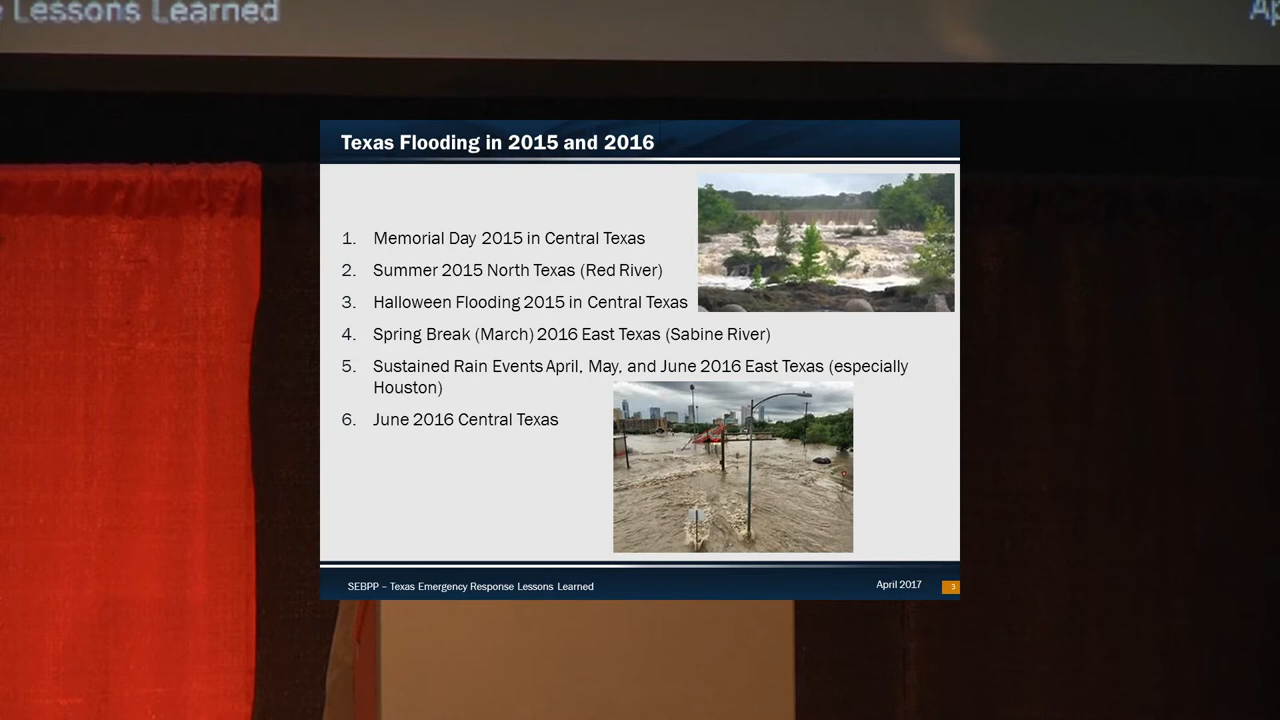 Lessons Learned
Texas Flooding in 2015 and 2016
1. Memorial Day 2015 in Central Texas
2. Summer 2015 North Texas (Red River)
3. Halloween Flooding 2015 in Central Texas
4. Spring Break (March) 2016 East Texas (Sabine River)
5. Sustained Rain Events April, May, and June 2016 East Texas (especially
Houston)
6. June 2016 Central Texas
SEBPP – Texas Emergency Response Lessons Learned
April 2017
3